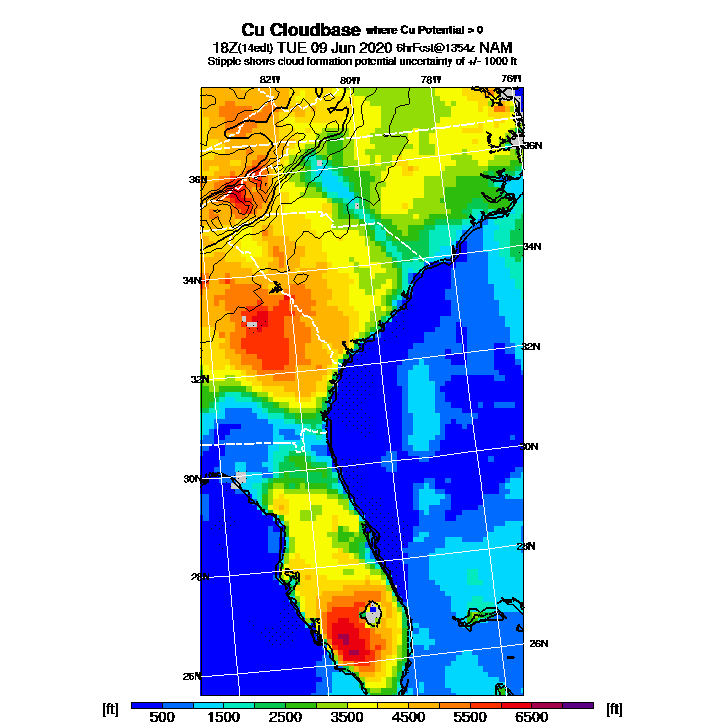 Cu Cloudbase where Cu Potential > 0
18Z(14edt) TUE 09 Jun 2020 6hrFcst@1354z NAM
Stipple shows cloud formation potential uncertainty of +/- 1000 ft
82W 80W 78W 76W
36N
36N
34N
34N
32N
32N
30N
30N
28N
28N
26N
26N
[ft] [ft]
500 1500 2500 3500 4500 5500 6500